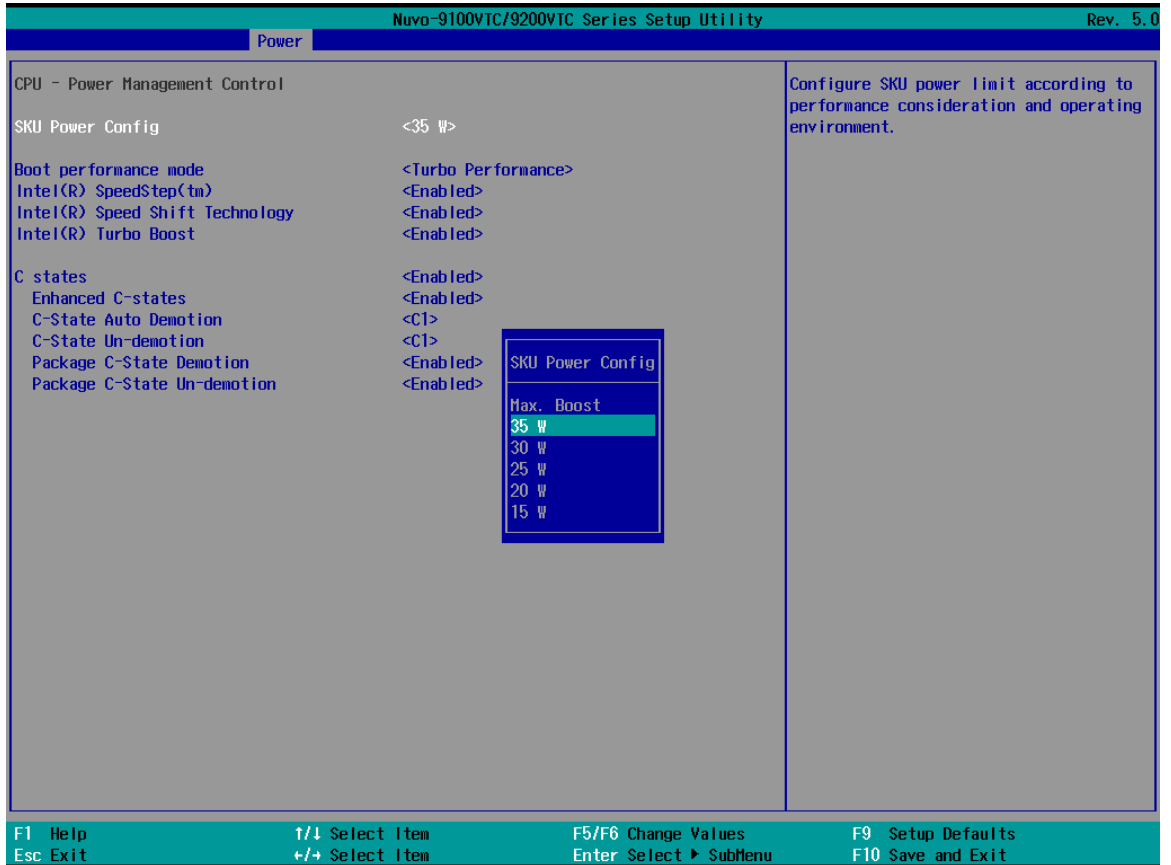 Nuvo-9100VTC/9200VTC Series Setup Utility Rev. 5.0
Power
CPU - Power Management Control
SKU Power Config <35 W>
Boot performance mode <Turbo Performance>
Intel(R) SpeedStep(tm) <Enabled>
Intel(R) Speed Shift Technology <Enabled>
Intel(R) Turbo Boost <Enabled>
C states <Enabled>
Enhanced C-states <Enabled>
C-State Auto Demotion <C1>
C-State Un-demotion <C1>
Package C-State Demotion <Enabled>
Package C-State Un-demotion <Enabled>
SKU Power Config
Max. Boost
35 W
30 W
25 W
20 W
15 W
Configure SKU power limit according to
performance consideration and operating
environment.
F1 Help ↑/↓ Select Item F5/F6 Change Values F9 Setup Defaults
Esc Exit ←/→ Select Item Enter Select ▶ SubMenu F10 Save and Exit